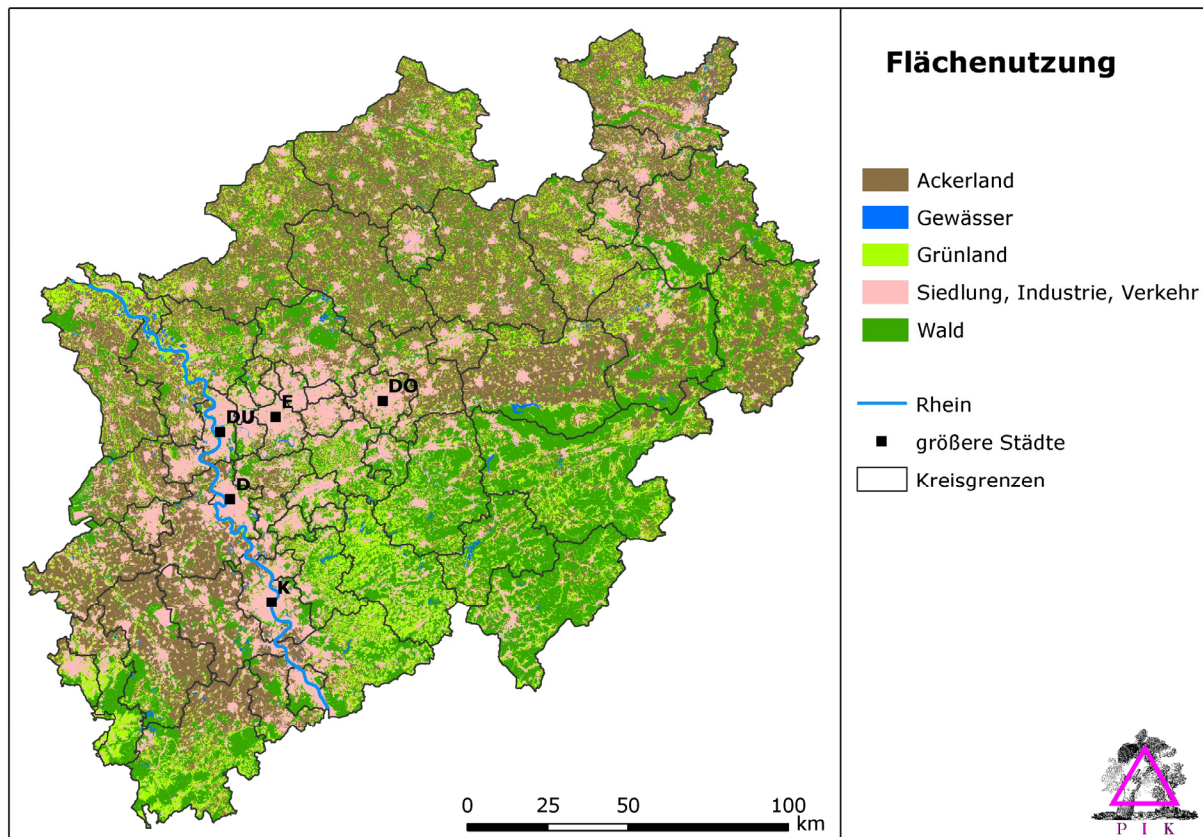 Flächenutzung
Ackerland
Gewässer
Grünland
Siedlung, Industrie, Verkehr
Wald
Rhein
größere Städte
Kreisgrenzen
DO
E
DU
D
K
0 25 50 100
km
P I K